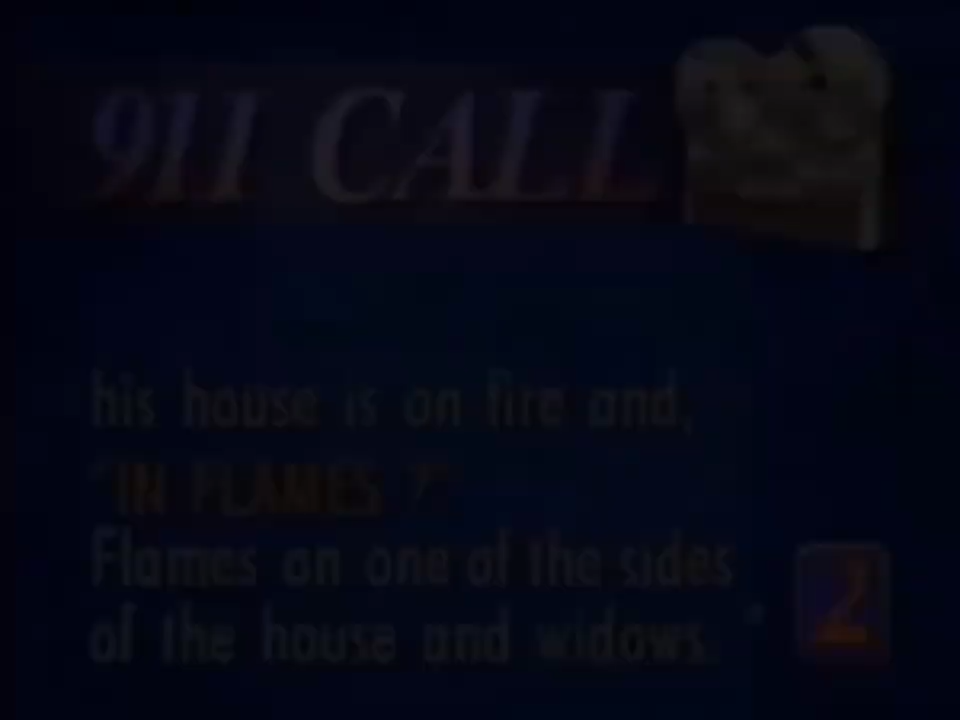 911 CALL
his house is on fire and,
"IN FLAMES ?"
Flames on one of the sides
of the house and widows. "
2